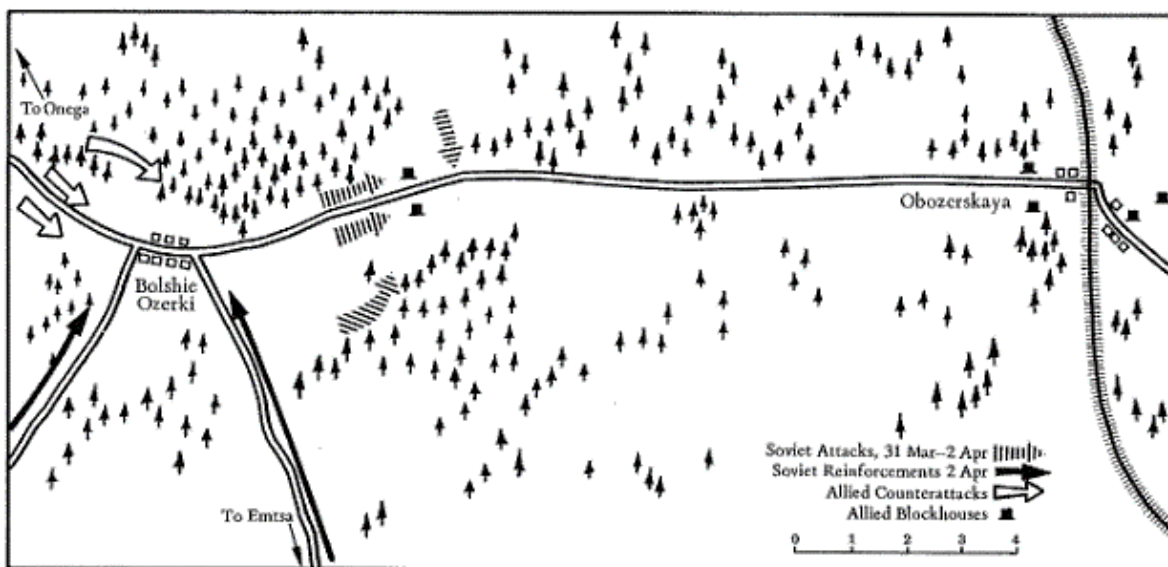 To Onega
Obozerskaya
Bolshie
Ozerki
Soviet Attacks, 31 Mar–2 Apr
Soviet Reinforcements 2 Apr
Allied Counterattacks
Allied Blockhouses
To Emtsa
0 1 2 3 4